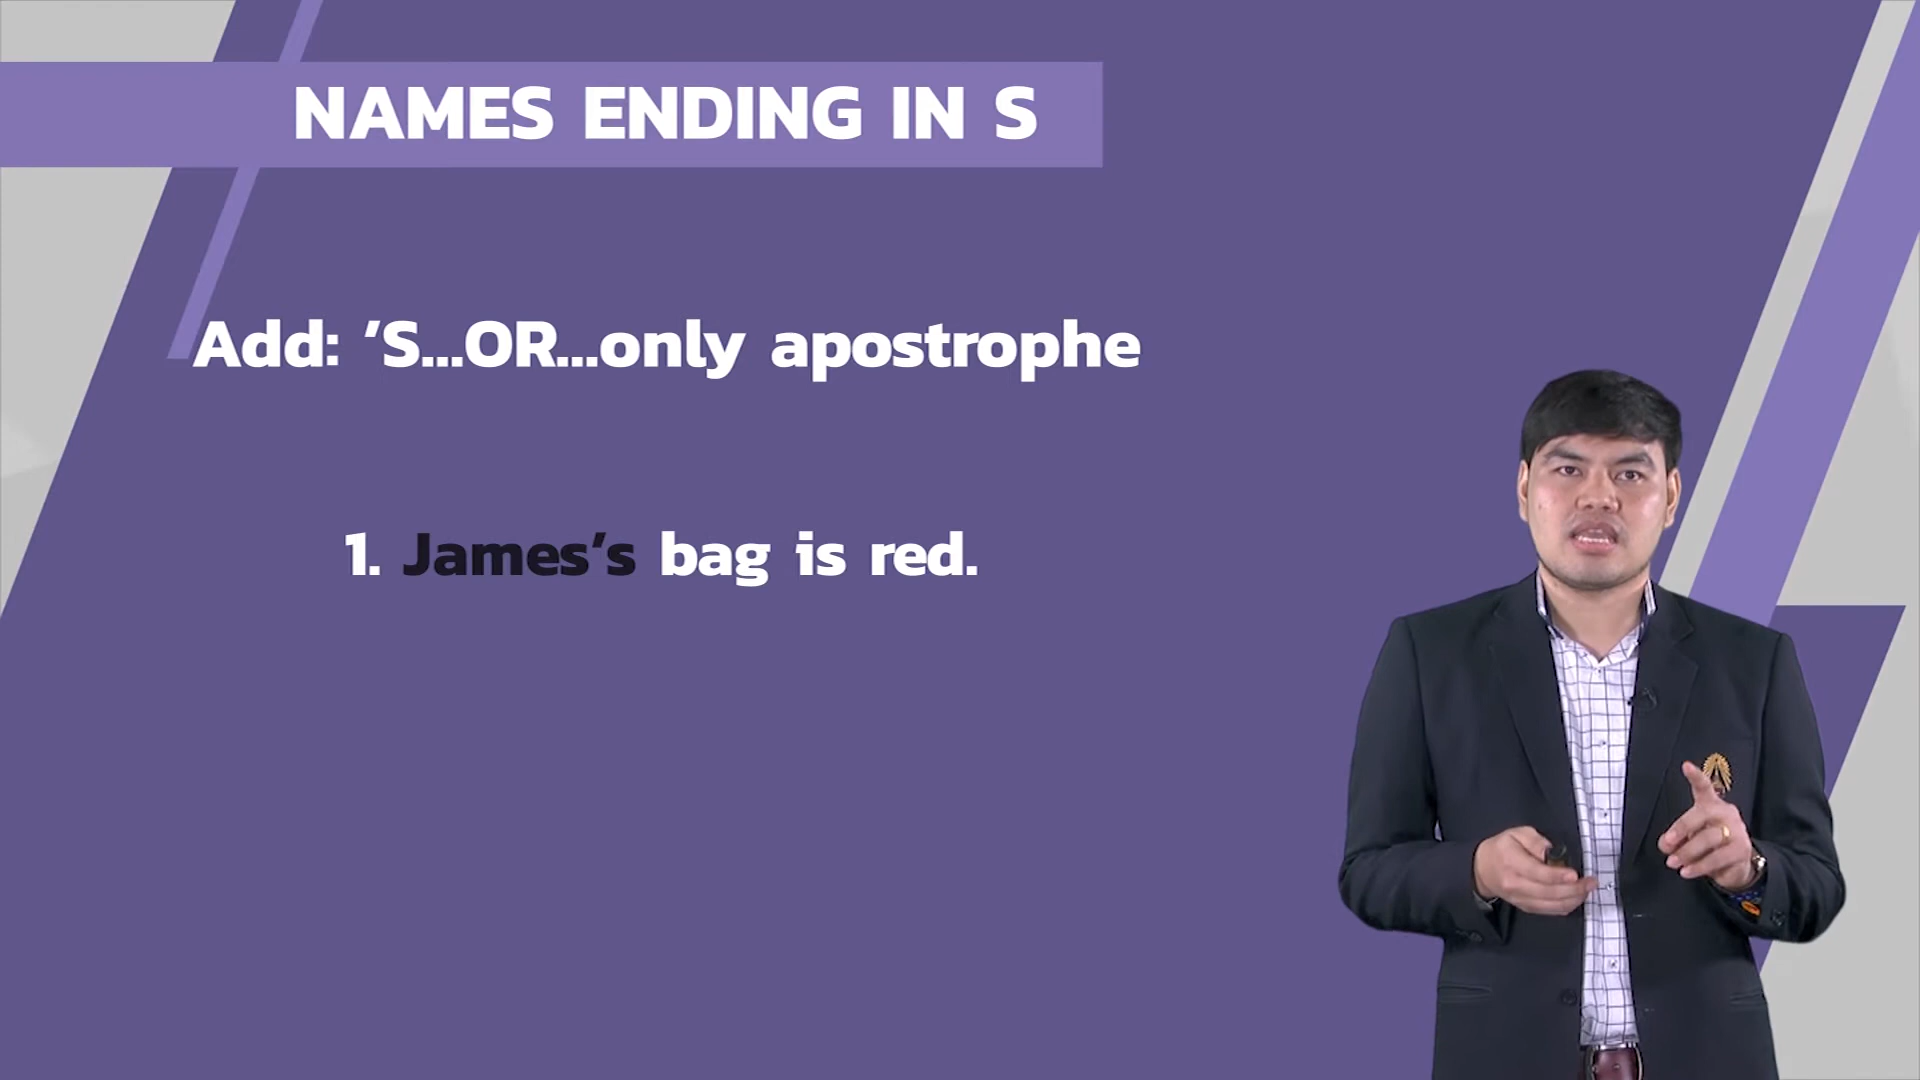 NAMES ENDING IN S
Add: ’S...OR...only apostrophe
1. James’s bag is red.